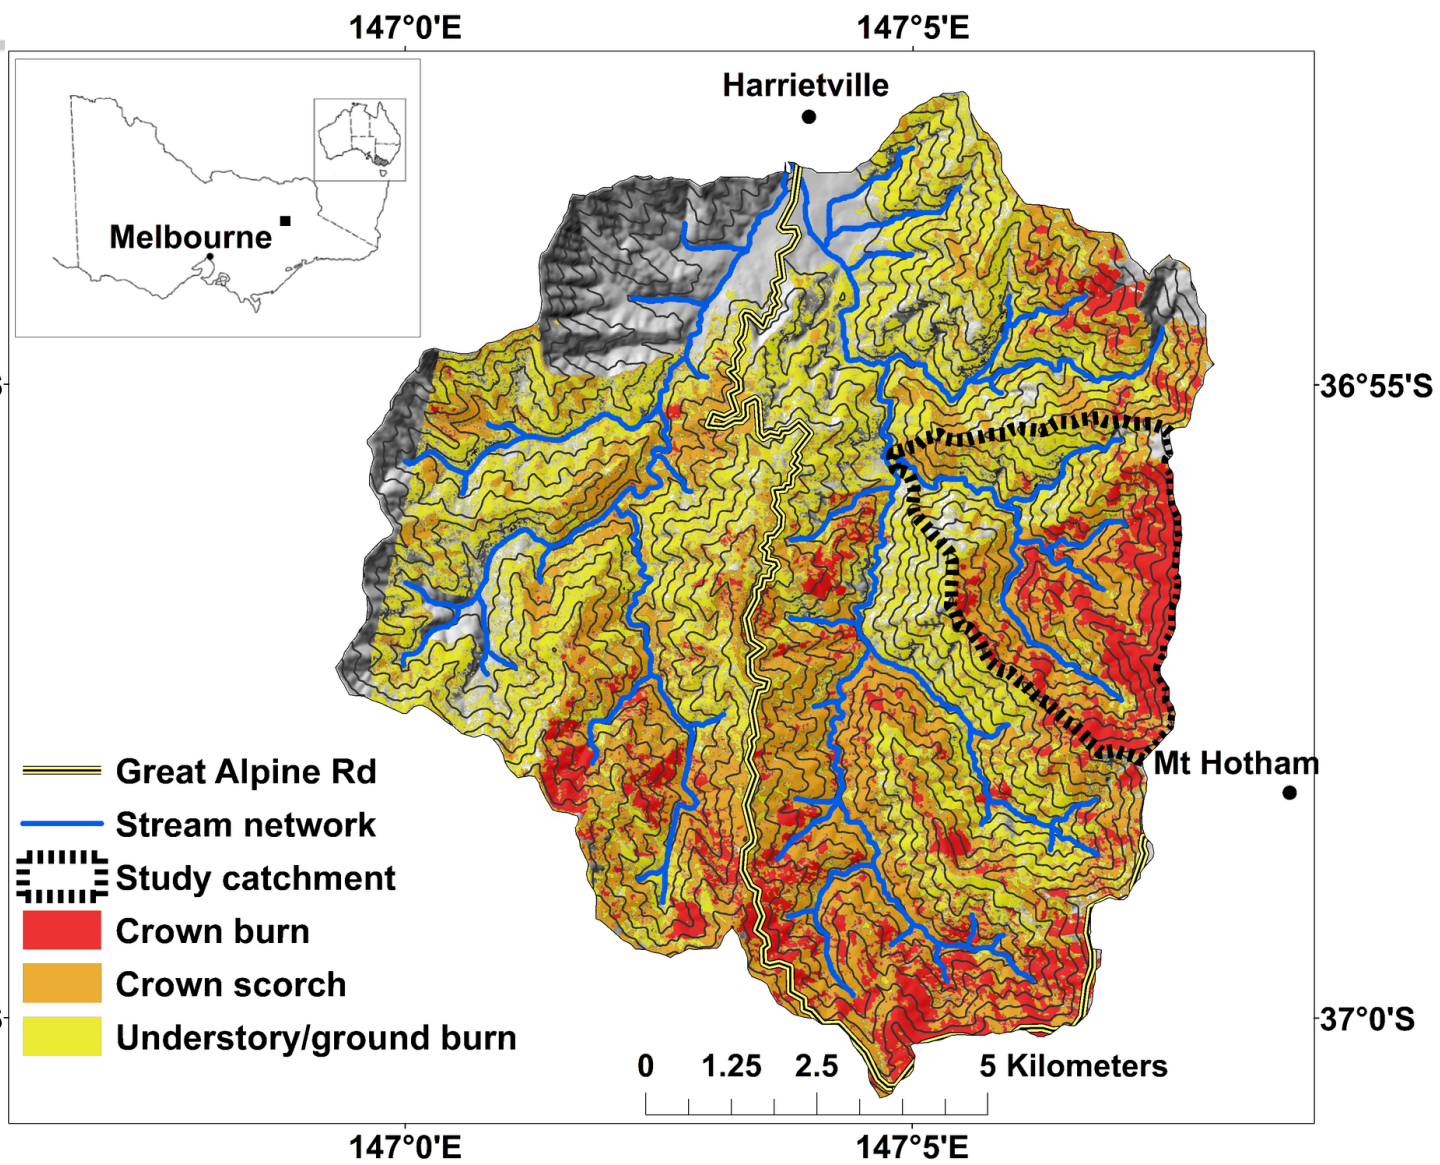 147°0'E
147°5'E
Harrietville
Melbourne
36°55'S
Mt Hotham
Great Alpine Rd
Stream network
Study catchment
Crown burn
Crown scorch
Understory/ground burn
37°0'S
0 1.25 2.5 5 Kilometers
147°0'E
147°5'E